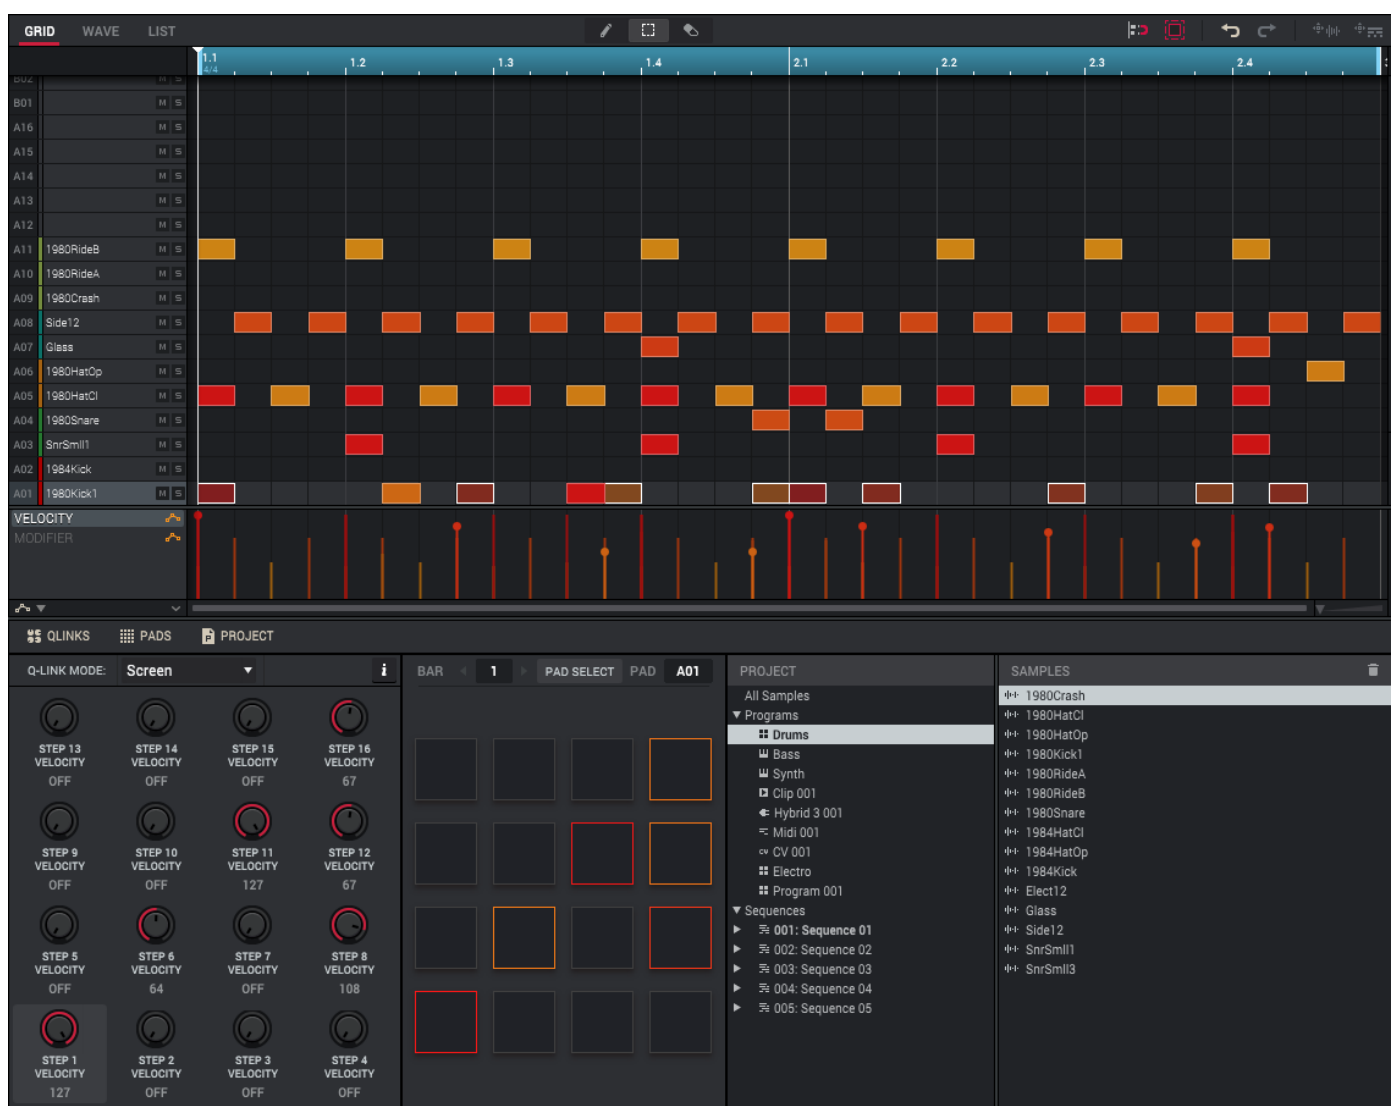 GRID WAVE LIST
1.1 1.2 1.3 1.4 2.1 2.2 2.3 2.4
4/4
B02 M S
B01 M S
A16 M S
A15 M S
A14 M S
A13 M S
A12 M S
A11 1980RideB M S
A10 1980RideA M S
A09 1980Crash M S
A08 Side12 M S
A07 Glass M S
A06 1980HatOp M S
A05 1980HatCl M S
A04 1980Snare M S
A03 SnrSmll1 M S
A02 1984Kick M S
A01 1980Kick1 M S
VELOCITY
MODIFIER
QLINKS PADS PROJECT
Q-LINK MODE: Screen i
STEP 13 STEP 14 STEP 15 STEP 16
VELOCITY VELOCITY VELOCITY VELOCITY
OFF OFF OFF 67
STEP 9 STEP 10 STEP 11 STEP 12
VELOCITY VELOCITY VELOCITY VELOCITY
OFF OFF 127 67
STEP 5 STEP 6 STEP 7 STEP 8
VELOCITY VELOCITY VELOCITY VELOCITY
OFF 64 OFF 108
STEP 1 STEP 2 STEP 3 STEP 4
VELOCITY VELOCITY VELOCITY VELOCITY
127 OFF OFF OFF
BAR 1 PAD SELECT PAD A01
PROJECT
All Samples
Programs
Drums
Bass
Synth
Clip 001
Hybrid 3 001
Midi 001
CV CV 001
Electro
Program 001
Sequences
001: Sequence 01
002: Sequence 02
003: Sequence 03
004: Sequence 04
005: Sequence 05
SAMPLES
1980Crash
1980HatCl
1980HatOp
1980Kick1
1980RideA
1980RideB
1980Snare
1984HatCl
1984HatOp
1984Kick
Elect12
Glass
Side12
SnrSmll1
SnrSmll3